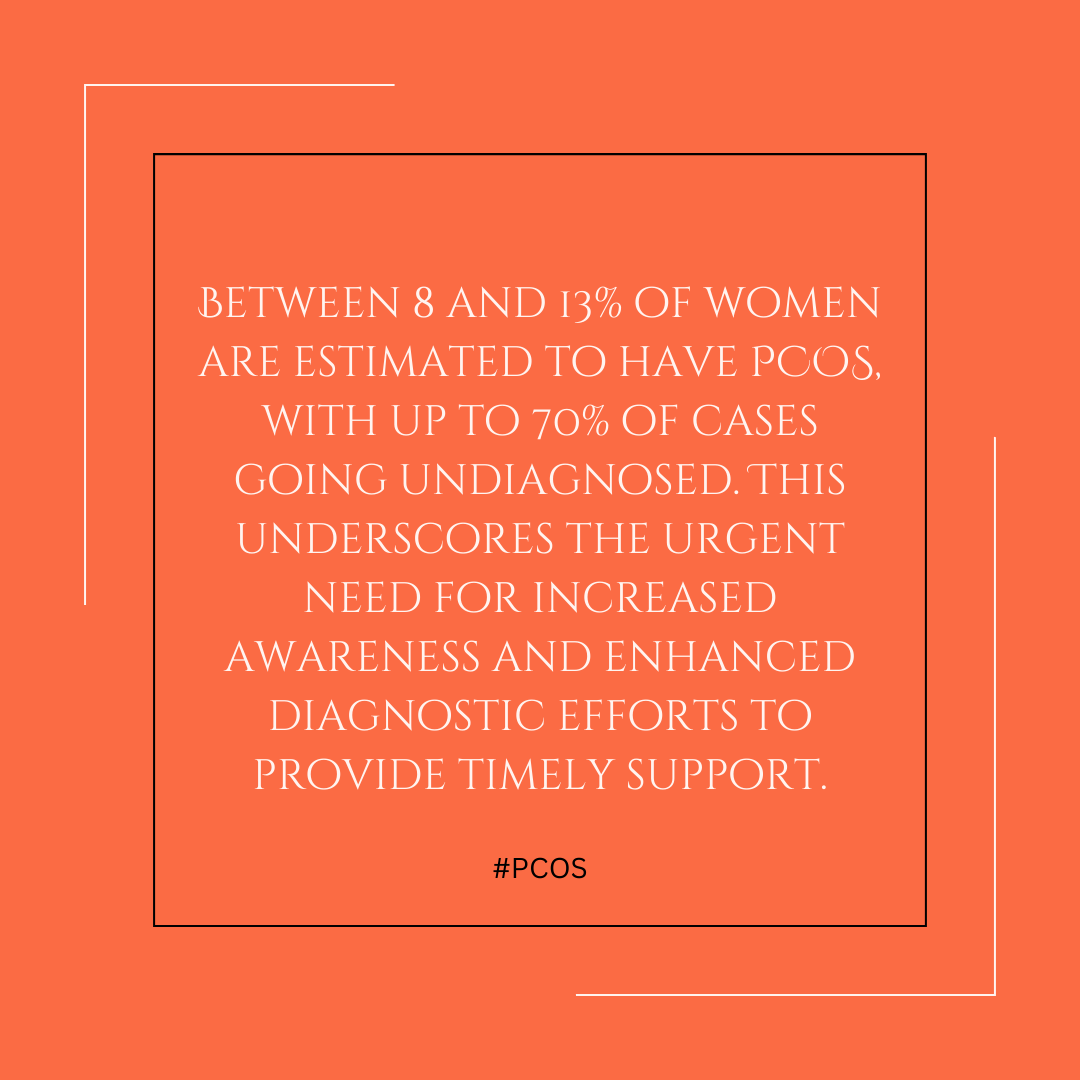 Between 8 and 13% of women
are estimated to have PCOS,
with up to 70% of cases
going undiagnosed. This
underscores the urgent
need for increased
awareness and enhanced
diagnostic efforts to
provide timely support.
#PCOS